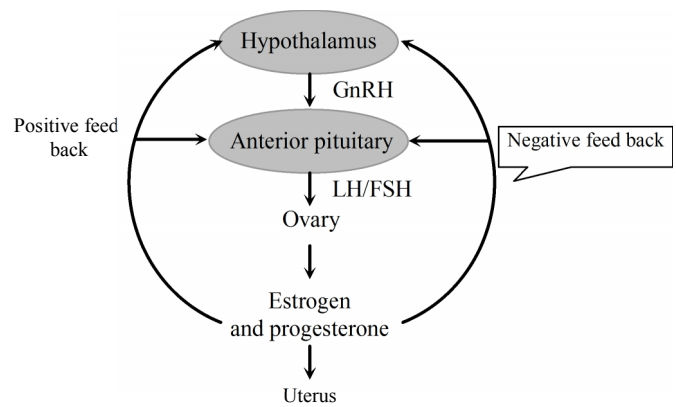 Hypothalamus
GnRH
Positive feed
back
Anterior pituitary
Negative feed back
LH/FSH
Ovary
Estrogen
and progesterone
Uterus